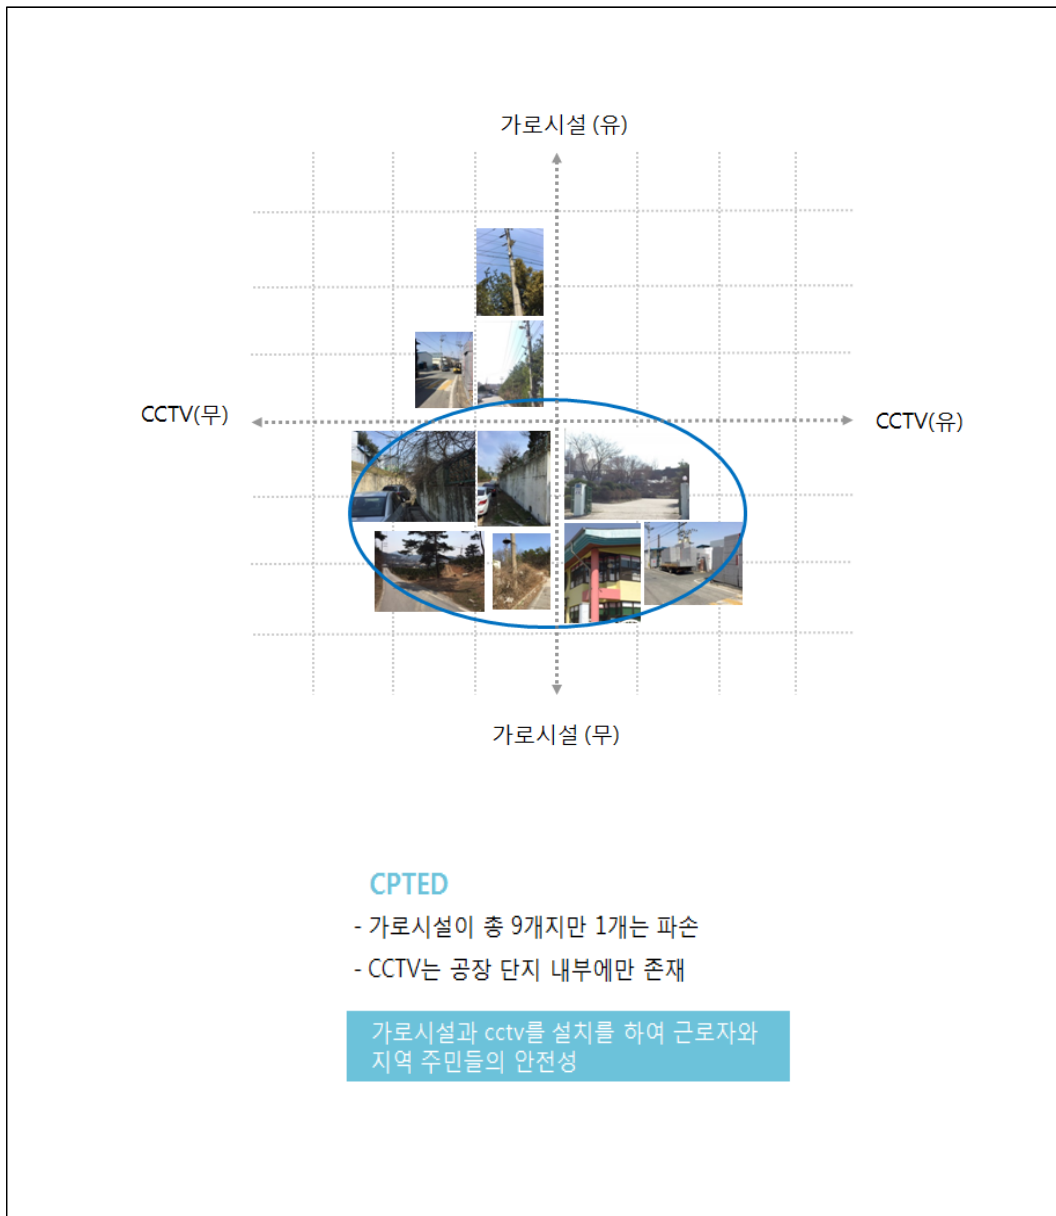 가로시설 (유)
CCTV(무)
CCTV(유)
가로시설 (무)
CPTED
- 가로시설이 총 9개지만 1개는 파손
- CCTV는 공장 단지 내부에만 존재
가로시설과 cctv를 설치를 하여 근로자와
지역 주민들의 안전성